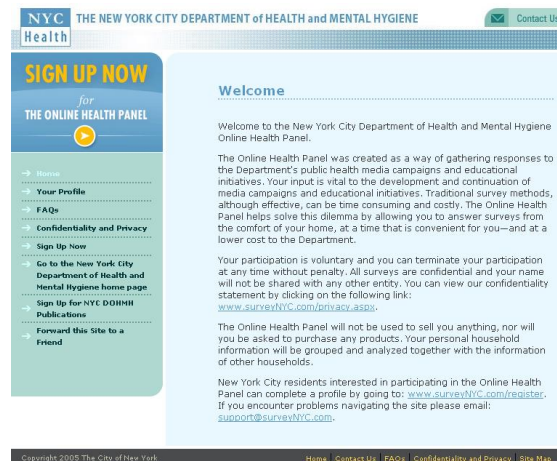 NYC
Health
THE NEW YORK CITY DEPARTMENT of HEALTH and MENTAL HYGIENE
Contact Us
SIGN UP NOW
for
THE ONLINE HEALTH PANEL
Home
Your Profile
FAQs
Confidentiality and Privacy
Sign Up Now
Go to the New York City
Department of Health and
Mental Hygiene home page
Sign Up for NYC DOHMH
Publications
Forward this Site to a
Friend
Welcome
Welcome to the New York City Department of Health and Mental Hygiene
Online Health Panel.
The Online Health Panel was created as a way of gathering responses to
the Department's public health media campaigns and educational
initiatives. Your input is vital to the development and continuation of
media campaigns and educational initiatives. Traditional survey methods,
although effective, can be time consuming and costly. The Online Health
Panel helps solve this dilemma by allowing you to answer surveys from
the comfort of your home, at a time that is convenient for you—and at a
lower cost to the Department.
Your participation is voluntary and you can terminate your participation
at any time without penalty. All surveys are confidential and your name
will not be shared with any other entity. You can view our confidentiality
statement by clicking on the following link:
www.surveyNYC.com/privacy.aspx.
The Online Health Panel will not be used to sell you anything, nor will
you be asked to purchase any products. Your personal household
information will be grouped and analyzed together with the information
of other households.
New York City residents interested in participating in the Online Health
Panel can complete a profile by going to: www.surveyNYC.com/register.
If you encounter problems navigating the site please email:
support@surveyNYC.com.
Copyright 2005 The City of New York
Home | Contact Us | FAQs | Confidentiality and Privacy | Site Map